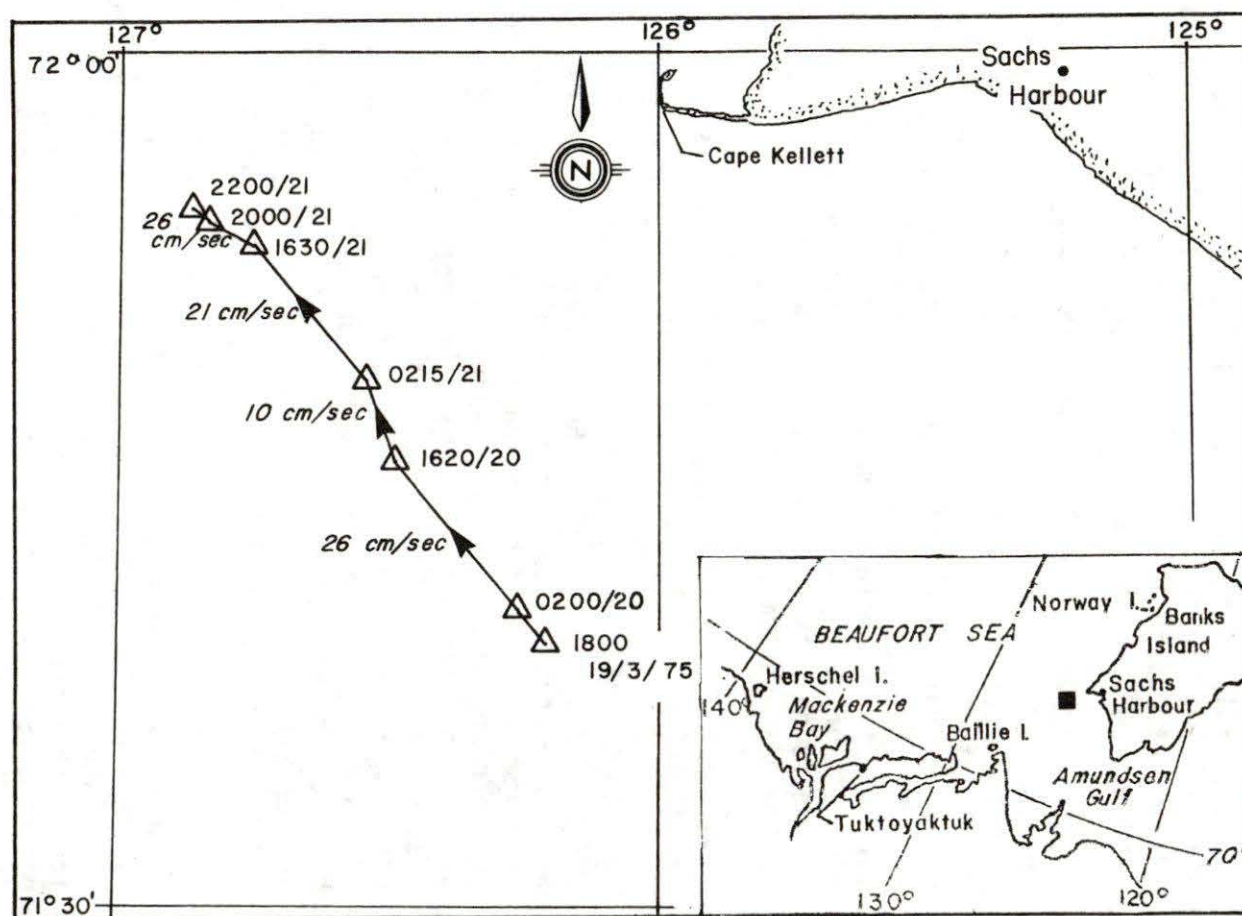 127°
126°
125°
72° 00'
Sachs
Harbour
Cape Kellett
N
2200/21
26
cm/sec
2000/21
1630/21
21 cm/sec
0215/21
10 cm/sec
1620/20
26 cm/sec
0200/20
1800
19/3/75
71° 30'
Norway I.
Banks
Island
BEAUFORT SEA
Herschel i.
Sachs
Harbour
140°
Mackenzie
Bay
Baillie I.
Amundsen
Gulf
Tuktoyaktuk
70°
130°
120°